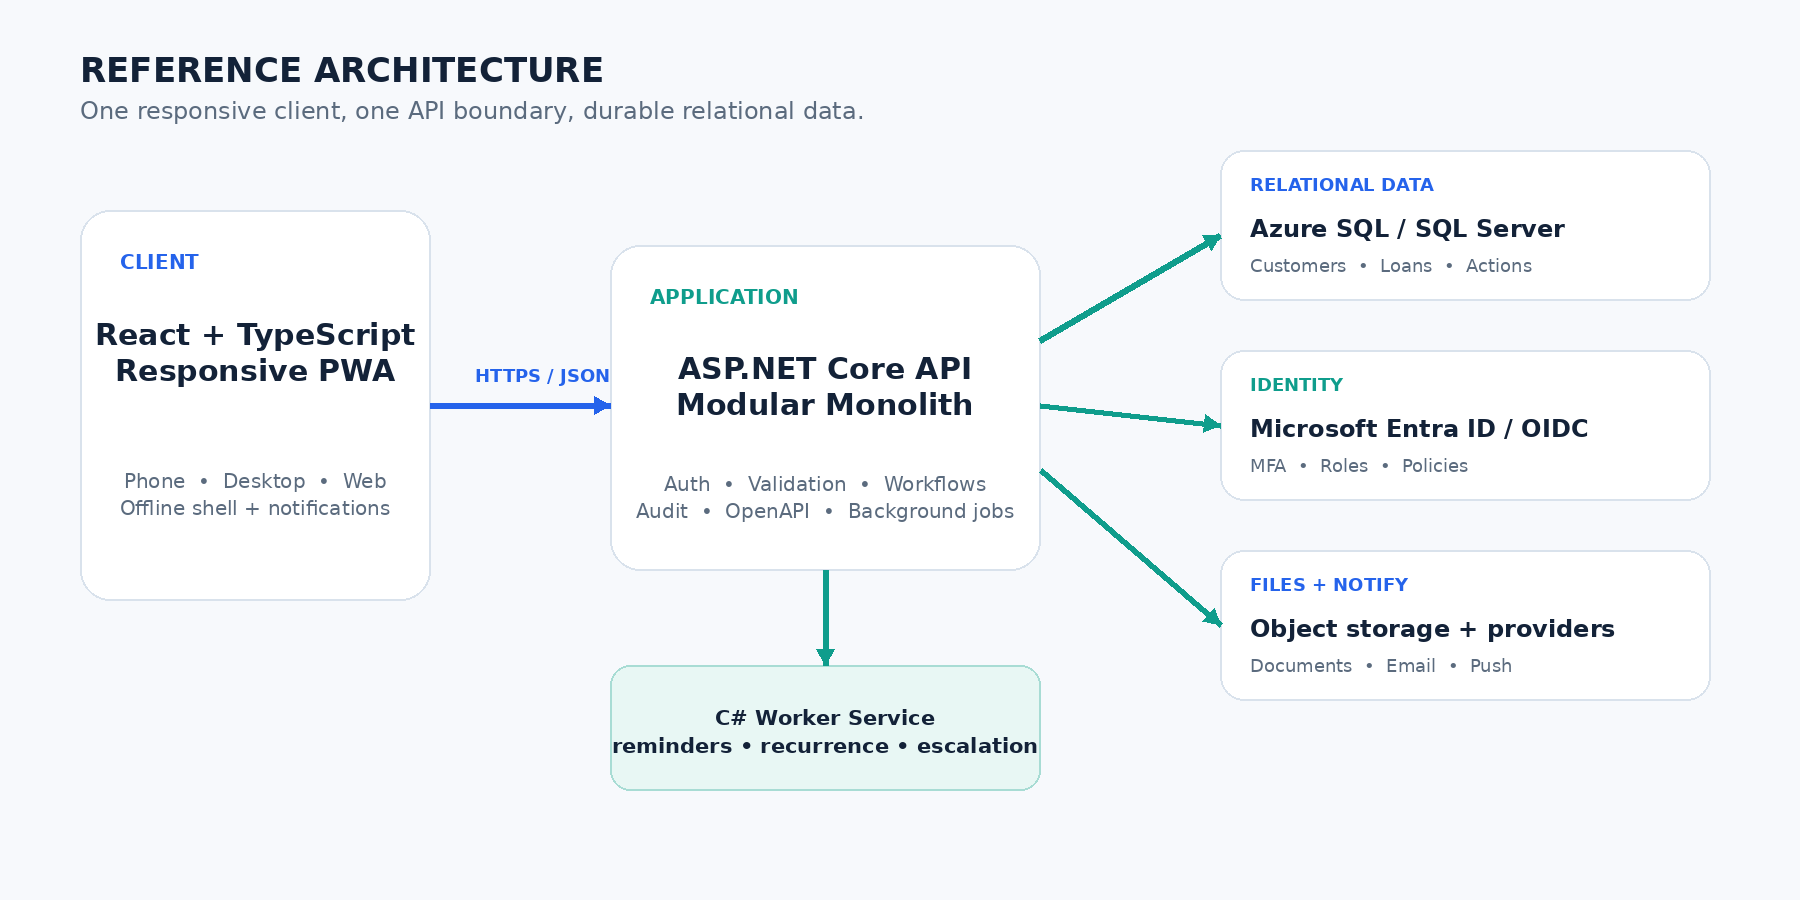 REFERENCE ARCHITECTURE
One responsive client, one API boundary, durable relational data.
CLIENT
React + TypeScript
Responsive PWA
Phone • Desktop • Web
Offline shell + notifications
HTTPS / JSON
APPLICATION
ASP.NET Core API
Modular Monolith
Auth • Validation • Workflows
Audit • OpenAPI • Background jobs
C# Worker Service
reminders • recurrence • escalation
RELATIONAL DATA
Azure SQL / SQL Server
Customers • Loans • Actions
IDENTITY
Microsoft Entra ID / OIDC
MFA • Roles • Policies
FILES + NOTIFY
Object storage + providers
Documents • Email • Push